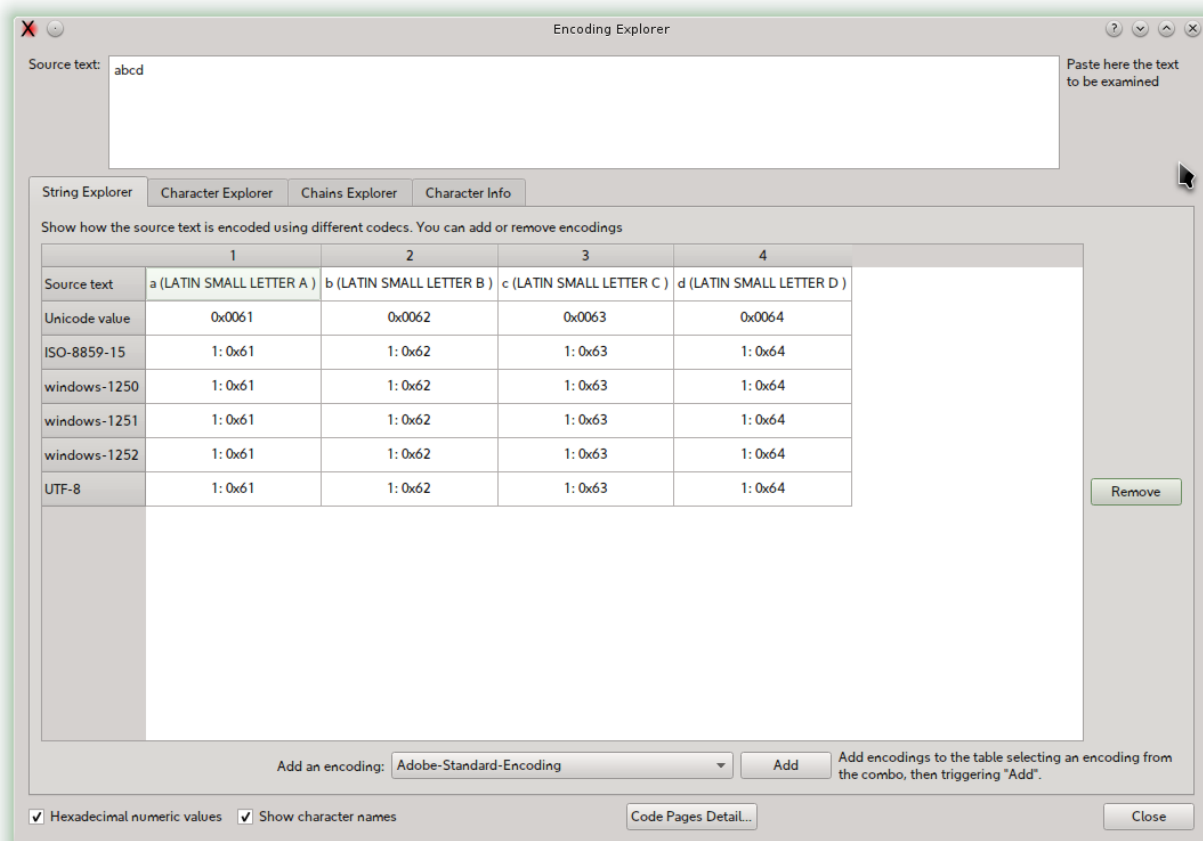 Encoding Explorer
Source text:
abcd
Paste here the text
to be examined
String Explorer
Character Explorer
Chains Explorer
Character Info
Show how the source text is encoded using different codecs. You can add or remove encodings
1 2 3 4
Source text a (LATIN SMALL LETTER A ) b (LATIN SMALL LETTER B ) c (LATIN SMALL LETTER C ) d (LATIN SMALL LETTER D )
Unicode value 0x0061 0x0062 0x0063 0x0064
ISO-8859-15 1: 0x61 1: 0x62 1: 0x63 1: 0x64
windows-1250 1: 0x61 1: 0x62 1: 0x63 1: 0x64
windows-1251 1: 0x61 1: 0x62 1: 0x63 1: 0x64
windows-1252 1: 0x61 1: 0x62 1: 0x63 1: 0x64
UTF-8 1: 0x61 1: 0x62 1: 0x63 1: 0x64
Remove
Add an encoding: Adobe-Standard-Encoding Add
Add encodings to the table selecting an encoding from
the combo, then triggering "Add".
Hexadecimal numeric values Show character names Code Pages Detail... Close